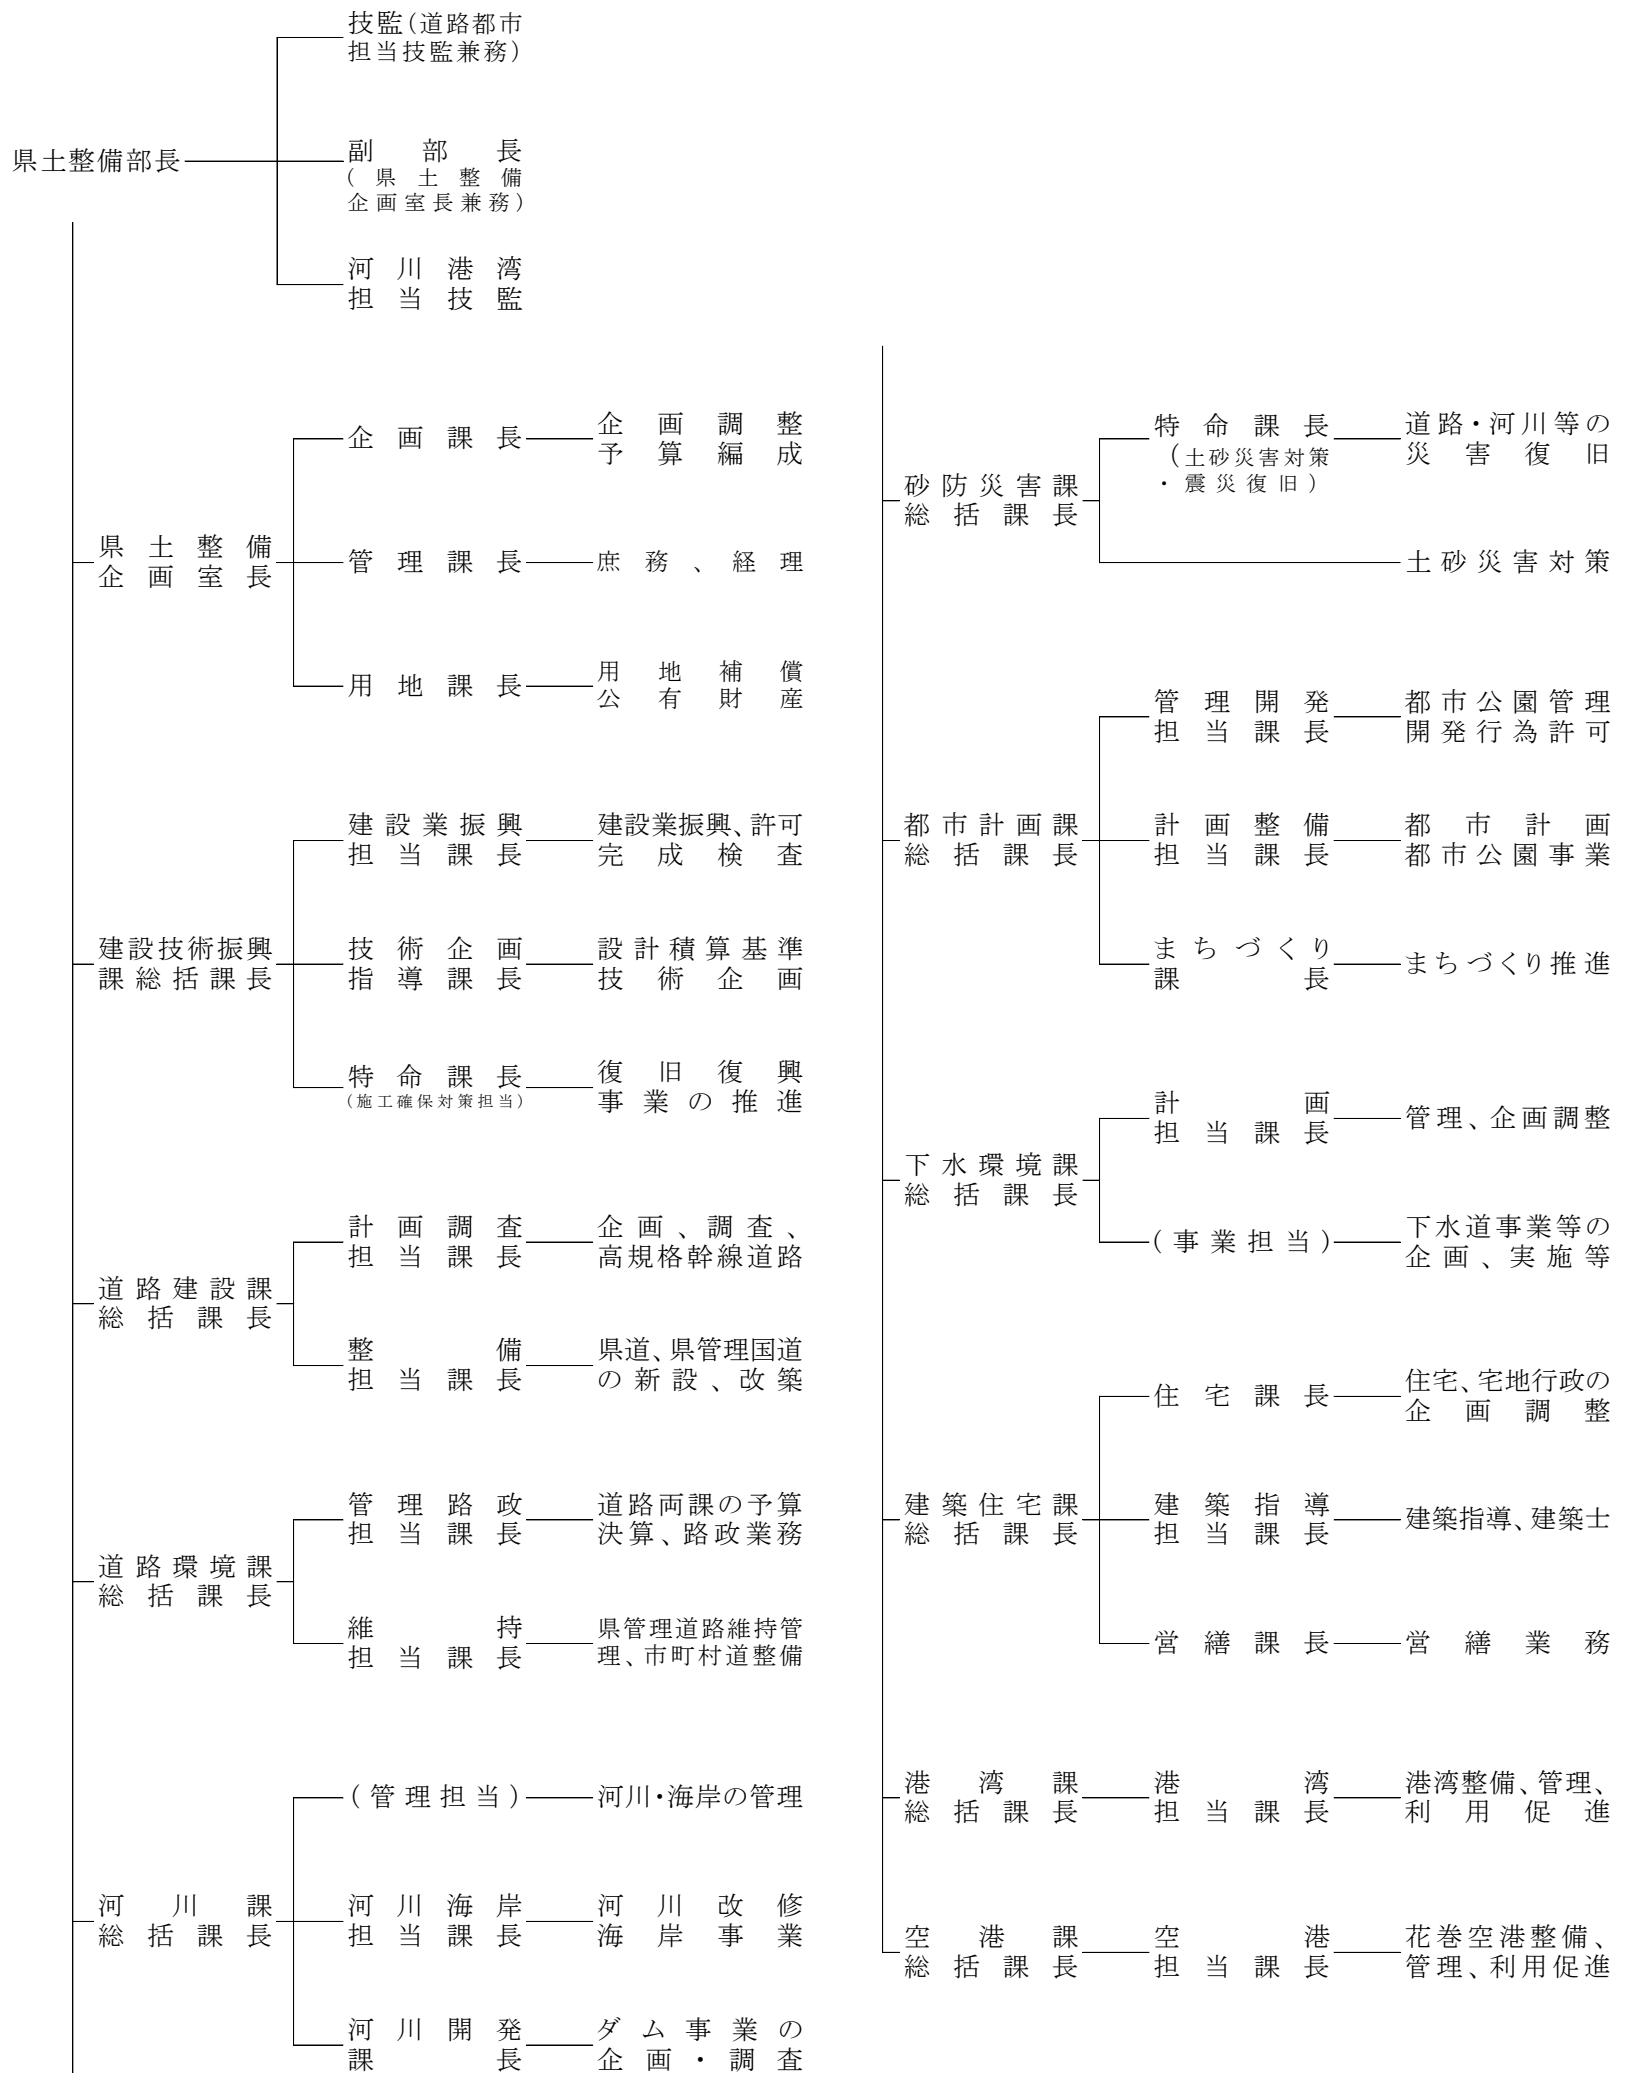 技監(道路都市
担当技監兼務)
県土整備部長
副部長
(県土整備
企画室長兼務)
河川港湾
担当技監
県土整備
企画室長
企画課長
企画調整
予算編成
管理課長
庶務、経理
用地課長
用地補償
公有財産
建設技術振興
課総括課長
建設業振興
担当課長
建設業振興、許可
完成検査
技術企画
指導課長
設計積算基準
技術企画
特命課長
(施工確保対策担当)
復旧復興
事業の推進
道路建設課
総括課長
計画調査
担当課長
企画、調査、
高規格幹線道路
整備
担当課長
県道、県管理国道
の新設、改築
道路環境課
総括課長
管理路政
担当課長
道路両課の予算
決算、路政業務
維持
担当課長
県管理道路維持管
理、市町村道整備
河川課
総括課長
(管理担当)
河川・海岸の管理
河川海岸
担当課長
河川改修
海岸事業
河川開発
課長
ダム事業の
企画・調査
砂防災害課
総括課長
特命課長
(土砂災害対策
・震災復旧)
道路・河川等の
災害復旧
土砂災害対策
都市計画課
総括課長
管理開発
担当課長
都市公園管理
開発行為許可
計画整備
担当課長
都市計画
都市公園事業
まちづくり
課長
まちづくり推進
下水環境課
総括課長
計画
担当課長
管理、企画調整
(事業担当)
下水道事業等の
企画、実施等
建築住宅課
総括課長
住宅課長
住宅、宅地行政の
企画調整
建築指導
担当課長
建築指導、建築士
営繕課長
営繕業務
港湾課
総括課長
港湾
担当課長
港湾整備、管理、
利用促進
空港課
総括課長
空港
担当課長
花巻空港整備、
管理、利用促進